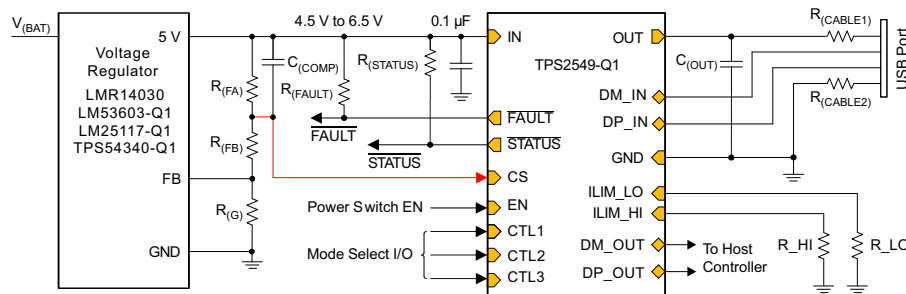 V(BAT)
Voltage
Regulator
LMR14030
LM53603-Q1
LM25117-Q1
TPS54340-Q1
5 V
FB
GND
R(FA)
R(FB)
R(G)
C(COMP)
4.5 V to 6.5 V
R(FAULT)
R(STATUS)
0.1 µF
FAULT
STATUS
Power Switch EN
Mode Select I/O
TPS2549-Q1
IN
FAULT
STATUS
CS
EN
CTL1
CTL2
CTL3
OUT
DM_IN
DP_IN
GND
ILIM_LO
ILIM_HI
DM_OUT
DP_OUT
C(OUT)
R(CABLE1)
R(CABLE2)
USB Port
R_HI
R_LO
To Host
Controller